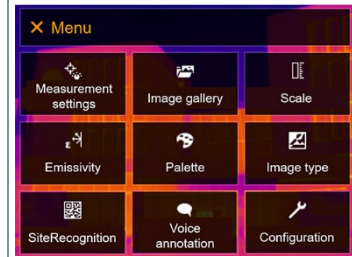 Menu
Measurement
settings
Image gallery
Scale
ε
Emissivity
Palette
Image type
SiteRecognition
Voice
annotation
Configuration